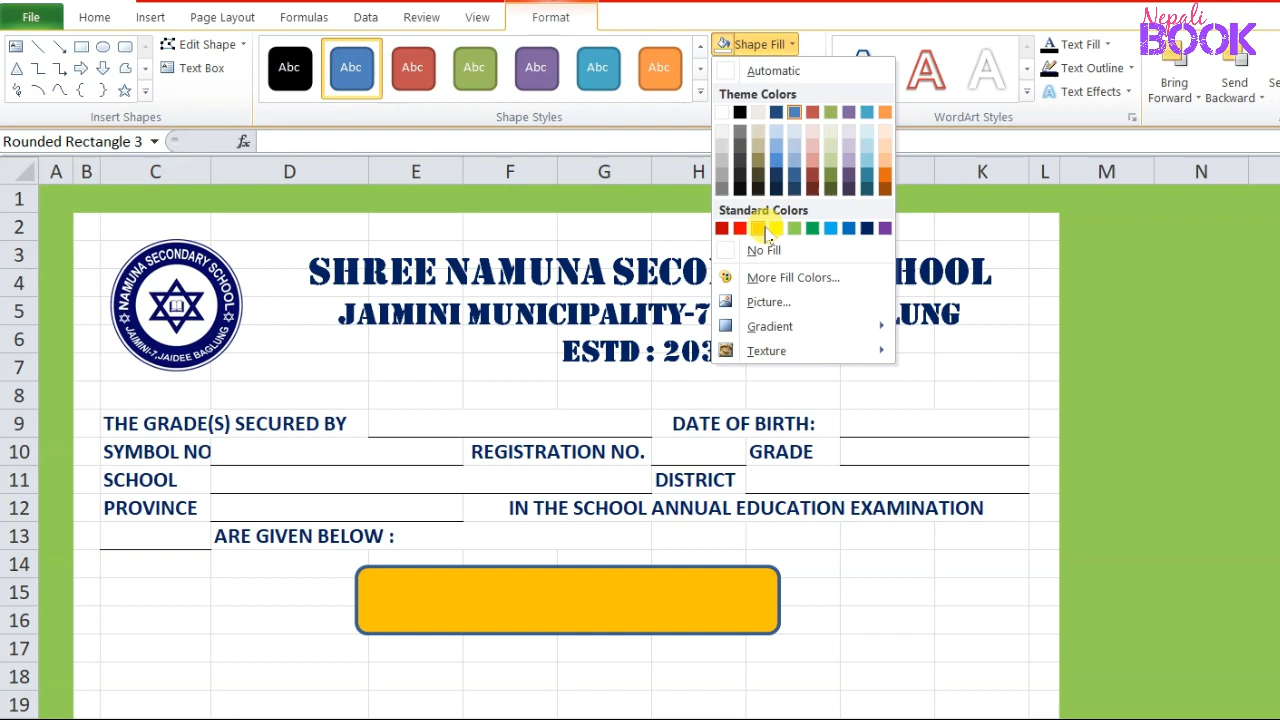 File Home Insert Page Layout Formulas Data Review View Format
Nepali
BOOK
Edit Shape
Text Box
Insert Shapes
Abc Abc Abc Abc Abc Abc Abc
Shape Styles
Shape Fill
Automatic
Theme Colors
Standard Colors
No Fill
More Fill Colors...
Picture...
Gradient
Texture
A A
WordArt Styles
Text Fill
Text Outline
Text Effects
Bring
Forward
Send
Backward
Rounded Rectangle 3 fx
A B C D E F G H K L M N
1
2
3
4
5
6
7
8
9
10
11
12
13
14
15
16
17
18
19
NAMUNA SECONDARY SCHOOL
JAIMINI-7, JAIDEE BAGLUNG
SHREE NAMUNA SECO HOOL
JAIMINI MUNICIPALITY-7 LUNG
ESTD : 203
THE GRADE(S) SECURED BY DATE OF BIRTH:
SYMBOL NO REGISTRATION NO. GRADE
SCHOOL DISTRICT
PROVINCE IN THE SCHOOL ANNUAL EDUCATION EXAMINATION
ARE GIVEN BELOW :